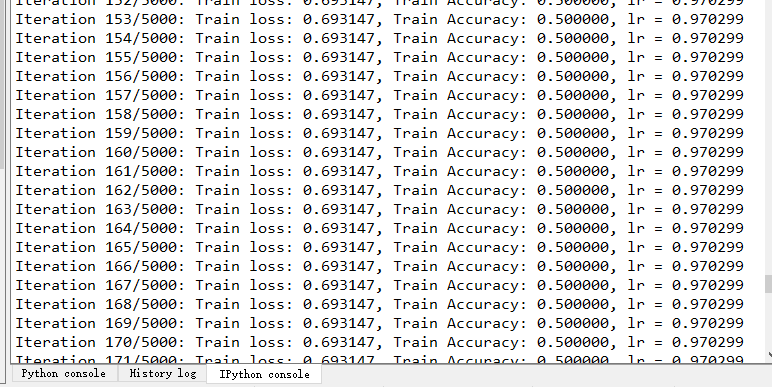 Iteration 152/5000: Train loss: 0.693147, Train Accuracy: 0.500000, lr = 0.970299
Iteration 153/5000: Train loss: 0.693147, Train Accuracy: 0.500000, lr = 0.970299
Iteration 154/5000: Train loss: 0.693147, Train Accuracy: 0.500000, lr = 0.970299
Iteration 155/5000: Train loss: 0.693147, Train Accuracy: 0.500000, lr = 0.970299
Iteration 156/5000: Train loss: 0.693147, Train Accuracy: 0.500000, lr = 0.970299
Iteration 157/5000: Train loss: 0.693147, Train Accuracy: 0.500000, lr = 0.970299
Iteration 158/5000: Train loss: 0.693147, Train Accuracy: 0.500000, lr = 0.970299
Iteration 159/5000: Train loss: 0.693147, Train Accuracy: 0.500000, lr = 0.970299
Iteration 160/5000: Train loss: 0.693147, Train Accuracy: 0.500000, lr = 0.970299
Iteration 161/5000: Train loss: 0.693147, Train Accuracy: 0.500000, lr = 0.970299
Iteration 162/5000: Train loss: 0.693147, Train Accuracy: 0.500000, lr = 0.970299
Iteration 163/5000: Train loss: 0.693147, Train Accuracy: 0.500000, lr = 0.970299
Iteration 164/5000: Train loss: 0.693147, Train Accuracy: 0.500000, lr = 0.970299
Iteration 165/5000: Train loss: 0.693147, Train Accuracy: 0.500000, lr = 0.970299
Iteration 166/5000: Train loss: 0.693147, Train Accuracy: 0.500000, lr = 0.970299
Iteration 167/5000: Train loss: 0.693147, Train Accuracy: 0.500000, lr = 0.970299
Iteration 168/5000: Train loss: 0.693147, Train Accuracy: 0.500000, lr = 0.970299
Iteration 169/5000: Train loss: 0.693147, Train Accuracy: 0.500000, lr = 0.970299
Iteration 170/5000: Train loss: 0.693147, Train Accuracy: 0.500000, lr = 0.970299
Iteration 171/5000: Train loss: 0.693147, Train Accuracy: 0.500000, lr = 0.970299
Python console History log IPython console